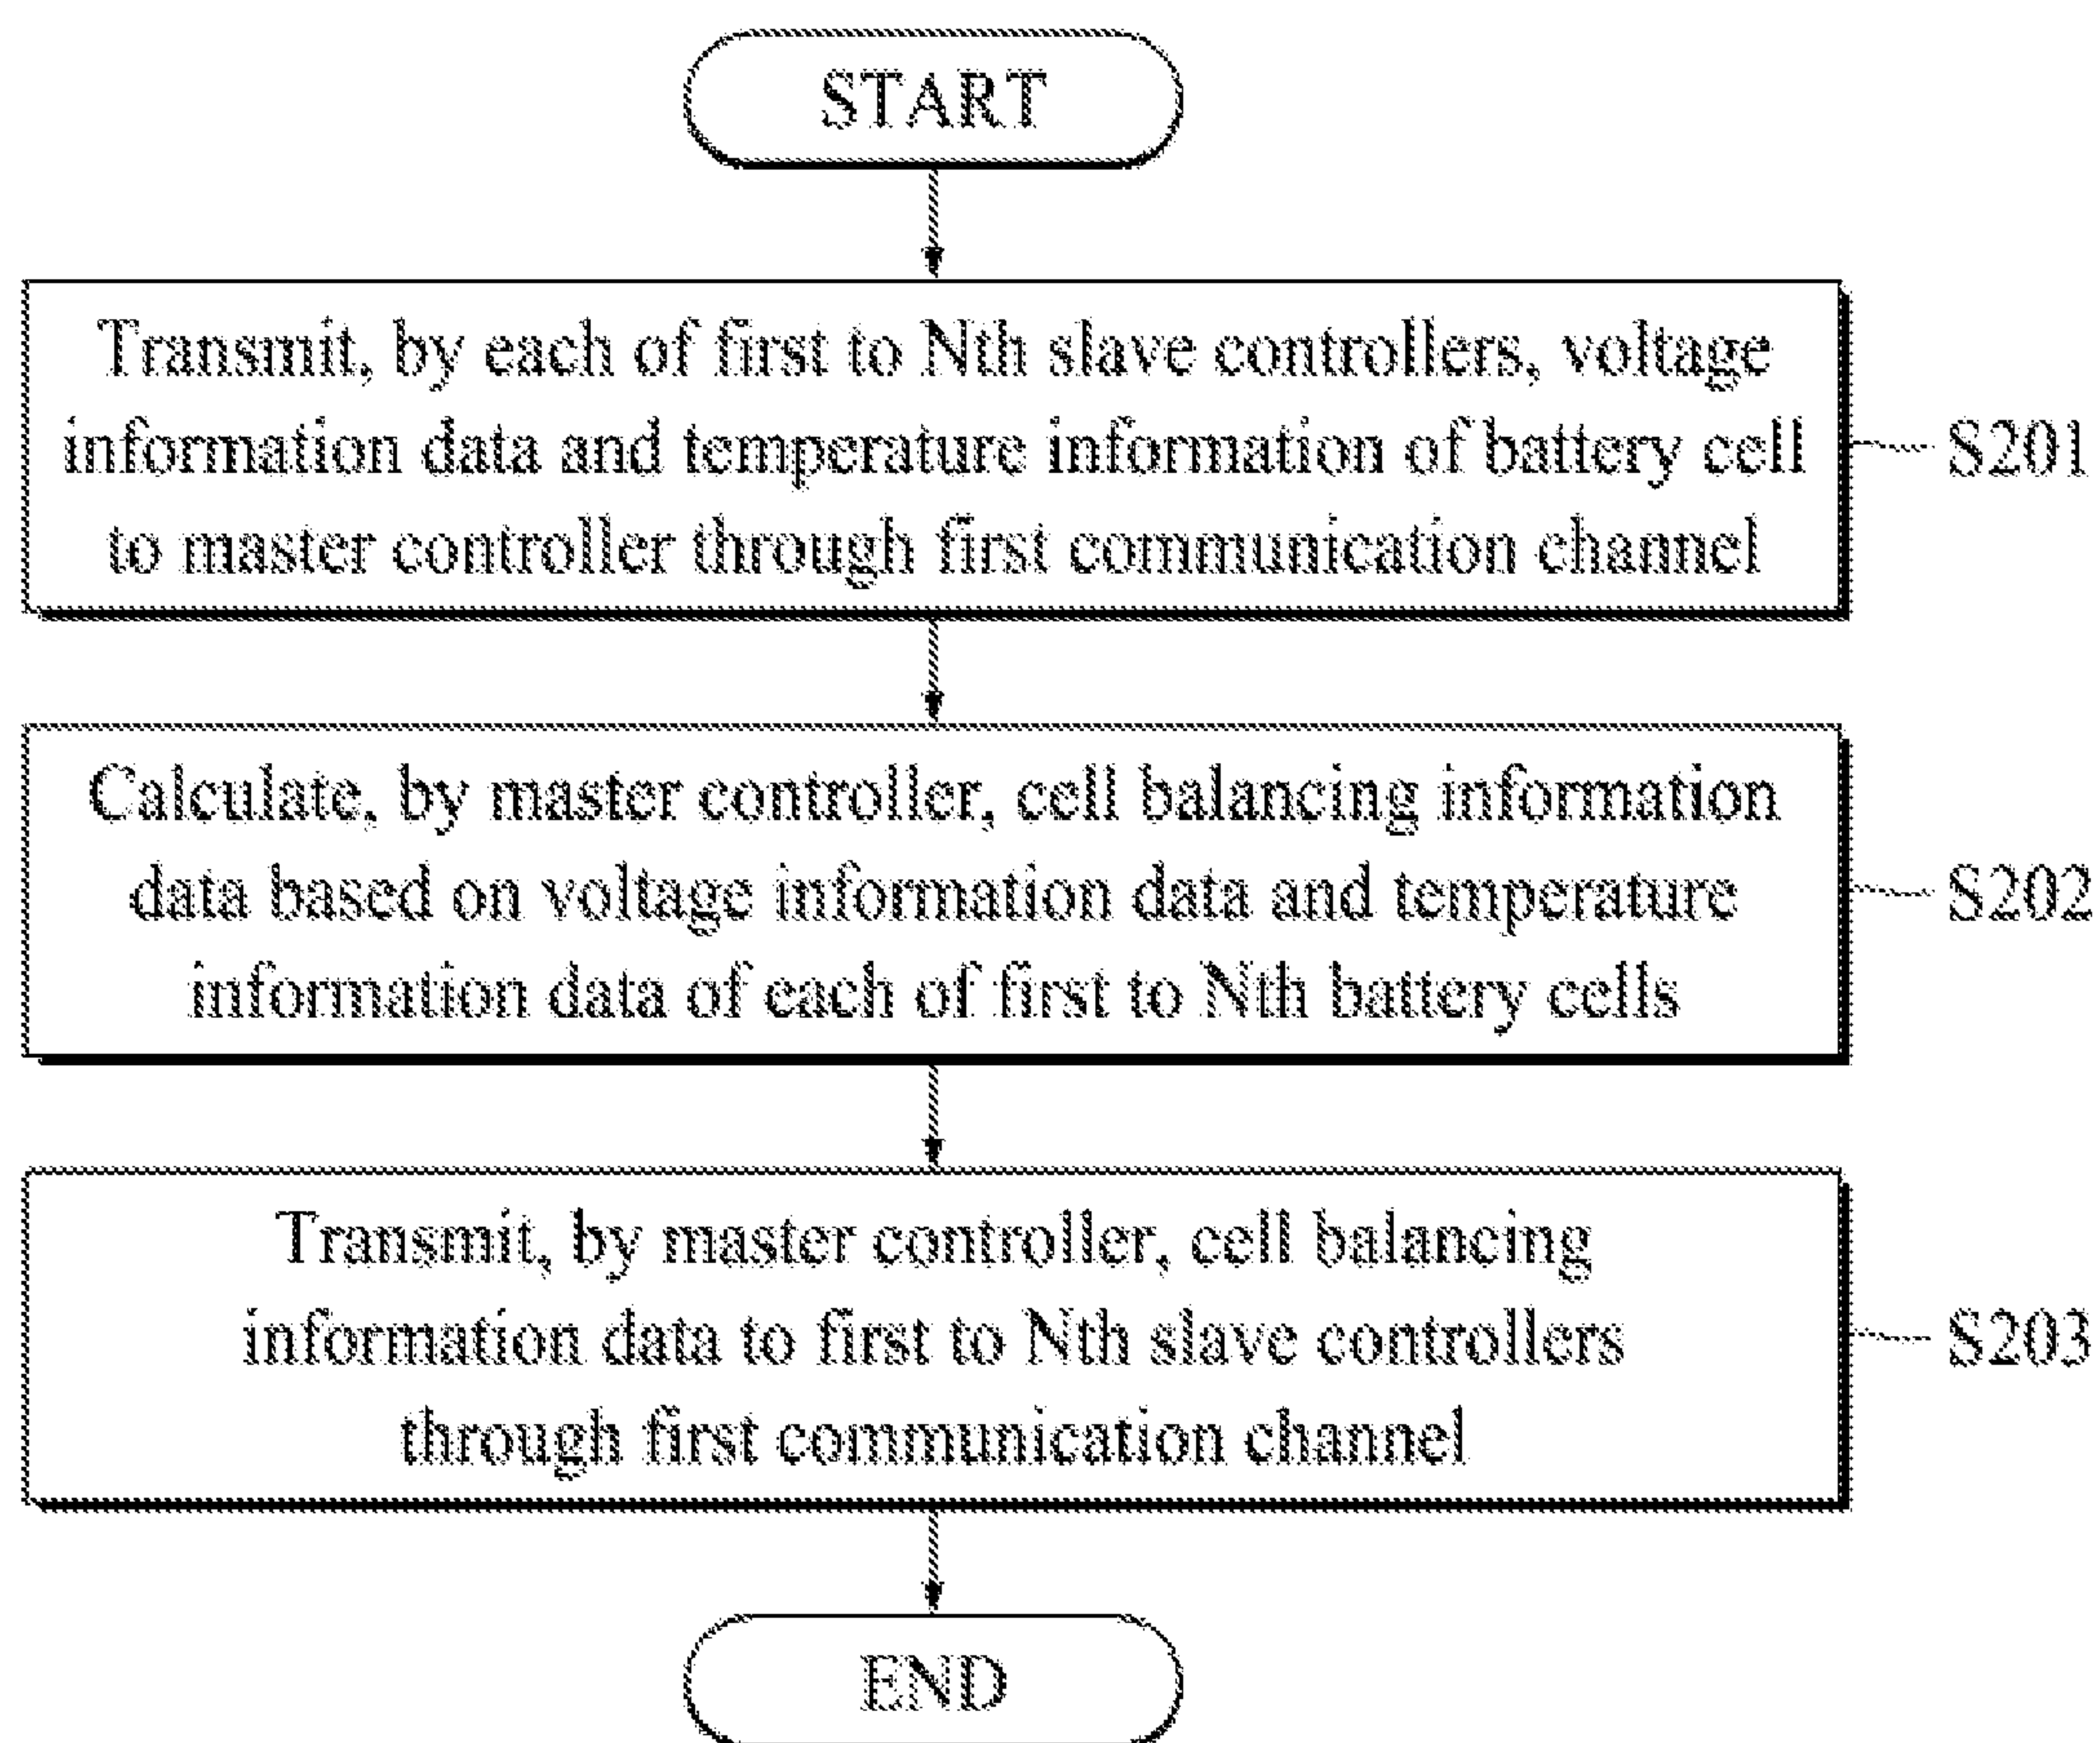 START
Transmit, by each of first to Nth slave controllers, voltage
information data and temperature information of battery cell
to master controller through first communication channel
S201
Calculate, by master controller, cell balancing information
data based on voltage information data and temperature
information data of each of first to Nth battery cells
S202
Transmit, by master controller, cell balancing
information data to first to Nth slave controllers
through first communication channel
S203
END